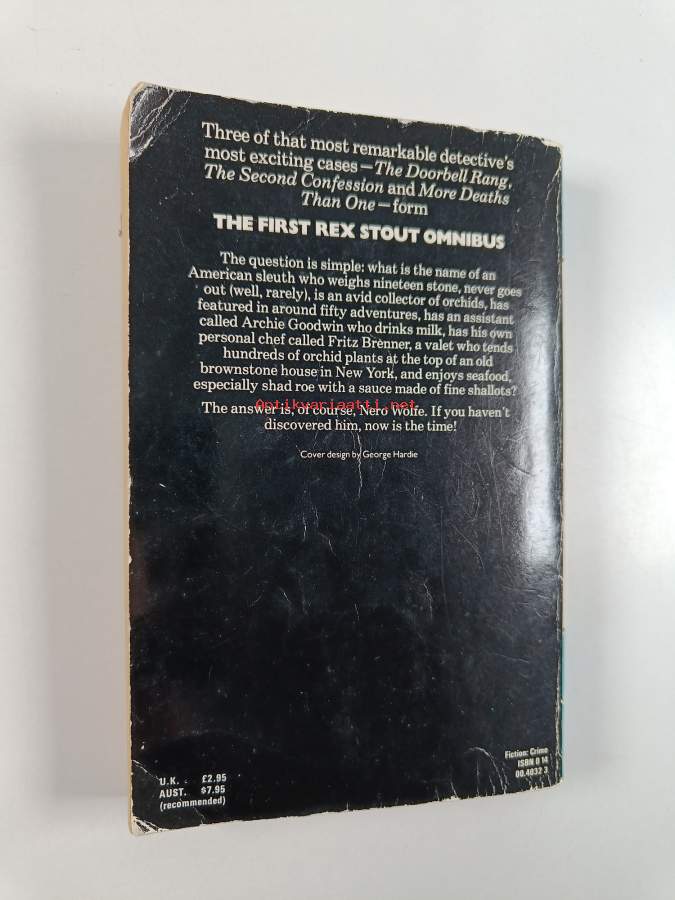 Three of that most remarkable detective's
most exciting cases—The Doorbell Rang,
The Second Confession and More Deaths
Than One—form
THE FIRST REX STOUT OMNIBUS
The question is simple: what is the name of an
American sleuth who weighs nineteen stone, never goes
out (well, rarely), is an avid collector of orchids, has
featured in around fifty adventures, has an assistant
called Archie Goodwin who drinks milk, has his own
personal chef called Fritz Brenner, a valet who tends
hundreds of orchid plants at the top of an old
brownstone house in New York, and enjoys seafood,
especially shad roe with a sauce made of fine shallots?
Antikvariaatti.net
The answer is, of course, Nero Wolfe. If you haven't
discovered him, now is the time!
Cover design by George Hardie
U.K. £2.95
AUST. $7.95
(recommended)
Fiction: Crime
ISBN 0 14
00.4032 3